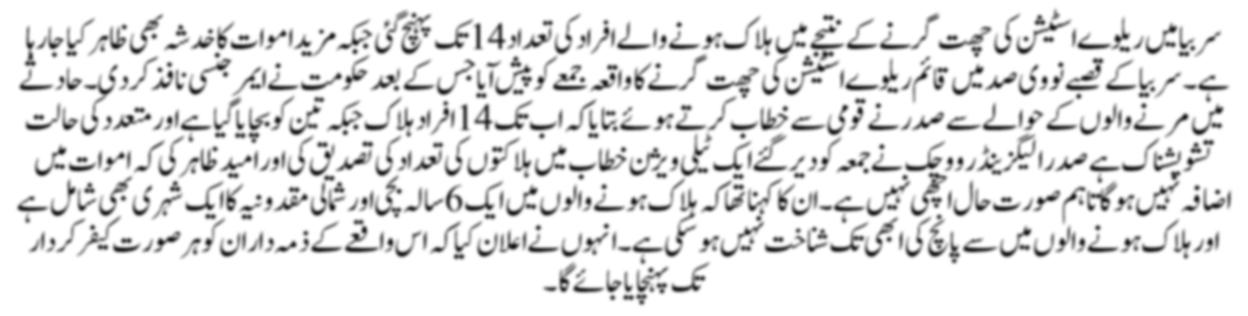 سربیا میں ریلوے اسٹیشن کی چھت گرنے کے نتیجے میں ہلاک ہونے والے افراد کی تعداد 14 تک پہنچ گئی جبکہ مزید اموات کا خدشہ بھی ظاہر کیا جارہا
ہے۔ سربیا کے قصبے نووی صد میں قائم ریلوے اسٹیشن کی چھت گرنے کا واقعہ جمعے کو پیش آیا جس کے بعد حکومت نے ایمرجنسی نافذ کردی۔ حادثے
میں مرنے والوں کے حوالے سے صدر نے قومی سے خطاب کرتے ہوئے بتایا کہ اب تک 14 افراد ہلاک جبکہ تین کو بچایا گیا ہے اور متعدد کی حالت
تشویشناک ہے صدر الیگزینڈر ووچک نے جمعہ کو دیر گئے ایک ٹیلی ویژن خطاب میں ہلاکتوں کی تعداد کی تصدیق کی اور امید ظاہر کی کہ اموات میں
اضافہ نہیں ہوگا تاہم صورت حال اچھی نہیں ہے۔ ان کا کہنا تھا کہ ہلاک ہونے والوں میں ایک 6 سالہ بچی اور شمالی مقدونیہ کا ایک شہری بھی شامل ہے
اور ہلاک ہونے والوں میں سے پانچ کی ابھی تک شناخت نہیں ہوسکی ہے۔ انہوں نے اعلان کیا کہ اس واقعے کے ذمہ داران کو ہر صورت کیفر کردار
تک پہنچایا جائے گا۔